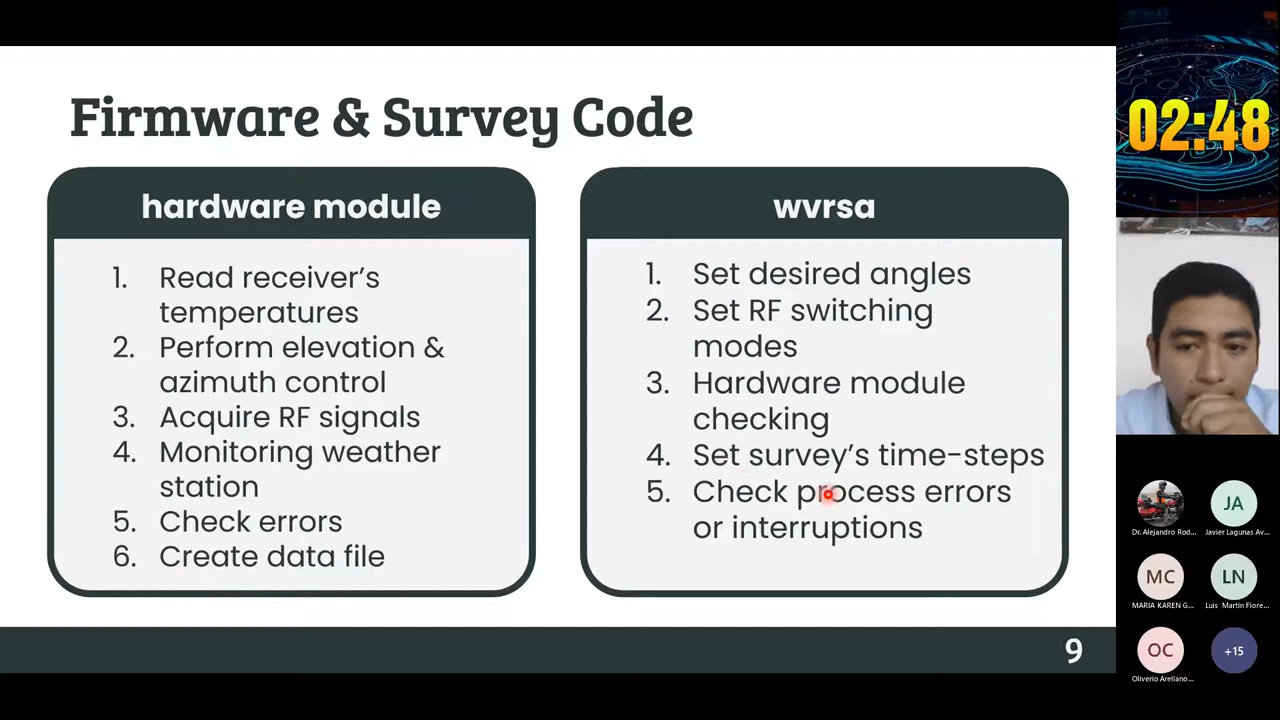 Firmware & Survey Code
hardware module
1. Read receiver's
temperatures
2. Perform elevation &
azimuth control
3. Acquire RF signals
4. Monitoring weather
station
5. Check errors
6. Create data file
wvrsa
1. Set desired angles
2. Set RF switching
modes
3. Hardware module
checking
4. Set survey's time-steps
5. Check process errors
or interruptions
9
02:48
JA
Dr. Alejandro Rod...
Javier Lagunas Av...
MC
LN
MARIA KAREN G...
Luis Martin Flore...
OC
+15
Oliverio Arellano...